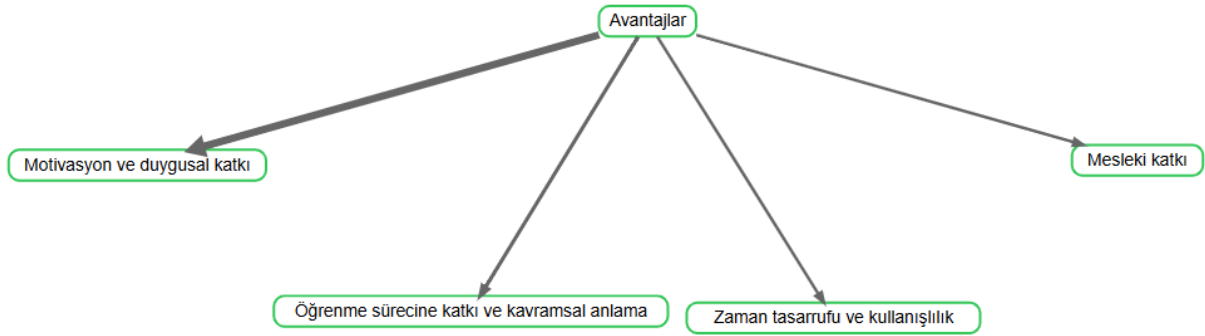 Avantajlar
Motivasyon ve duygusal katkı
Mesleki katkı
Öğrenme sürecine katkı ve kavramsal anlama
Zaman tasarrufu ve kullanışlılık